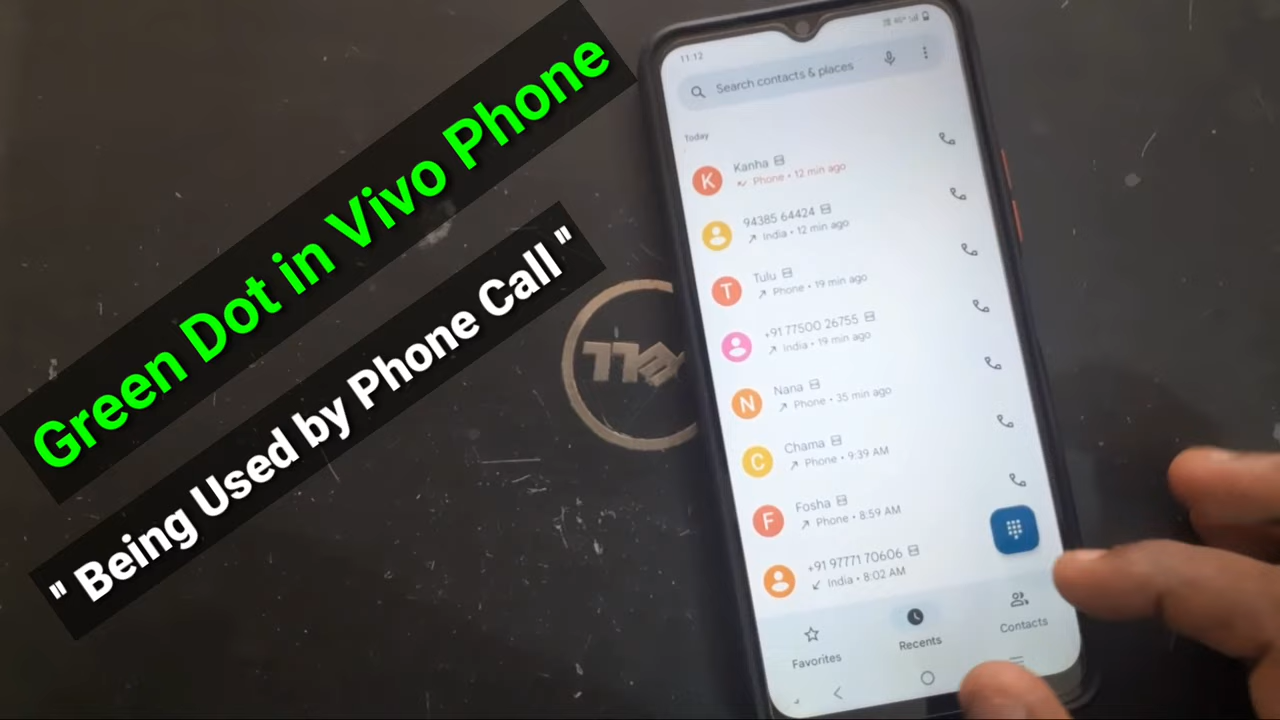 Green Dot in Vivo Phone
" Being Used by Phone Call "
11:12
4G+
Search contacts & places
Today
K
Kanha
Phone • 12 min ago
94385 64424
India • 12 min ago
T
Tulu
Phone • 19 min ago
+91 77500 26755
India • 19 min ago
N
Nana
Phone • 35 min ago
C
Chama
Phone • 9:39 AM
F
Fosha
Phone • 8:59 AM
+91 97771 70606
India • 8:02 AM
Favorites
Recents
Contacts